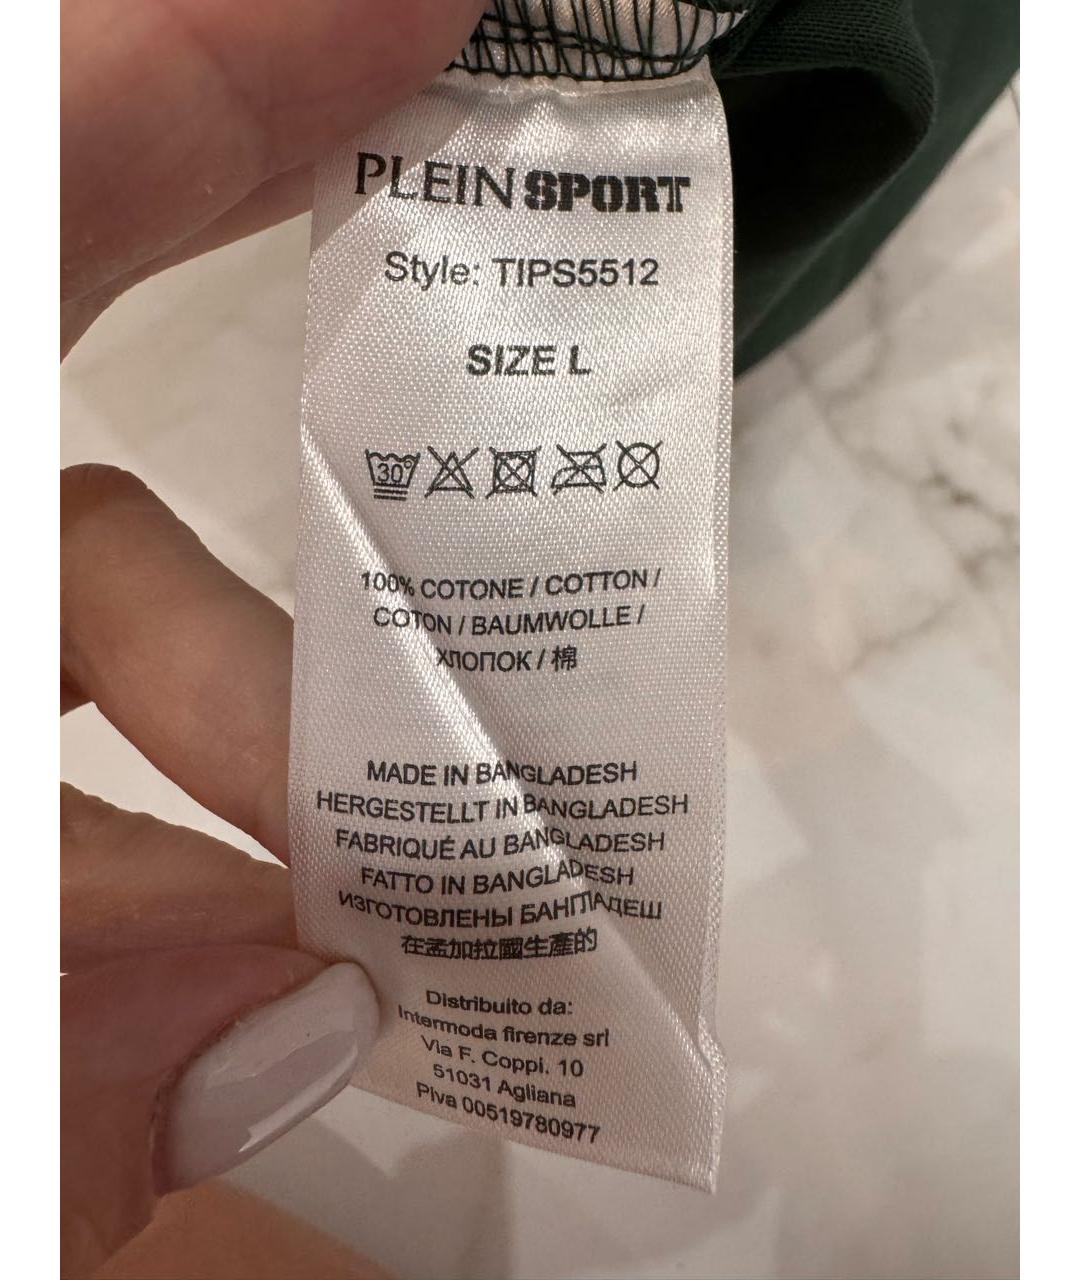 PLEIN SPORT
Style: TIPS5512
SIZE L
30°
100% COTONE / COTTON /
COTON / BAUMWOLLE /
ХЛОПОК / 棉
MADE IN BANGLADESH
HERGESTELLT IN BANGLADESH
FABRIQUÉ AU BANGLADESH
FATTO IN BANGLADESH
ИЗГОТОВЛЕНЫ БАНГЛАДЕШ
在孟加拉國生產的
Distribuito da:
Intermoda firenze srl
Via F. Coppi. 10
51031 Agliana
Piva 00519780977